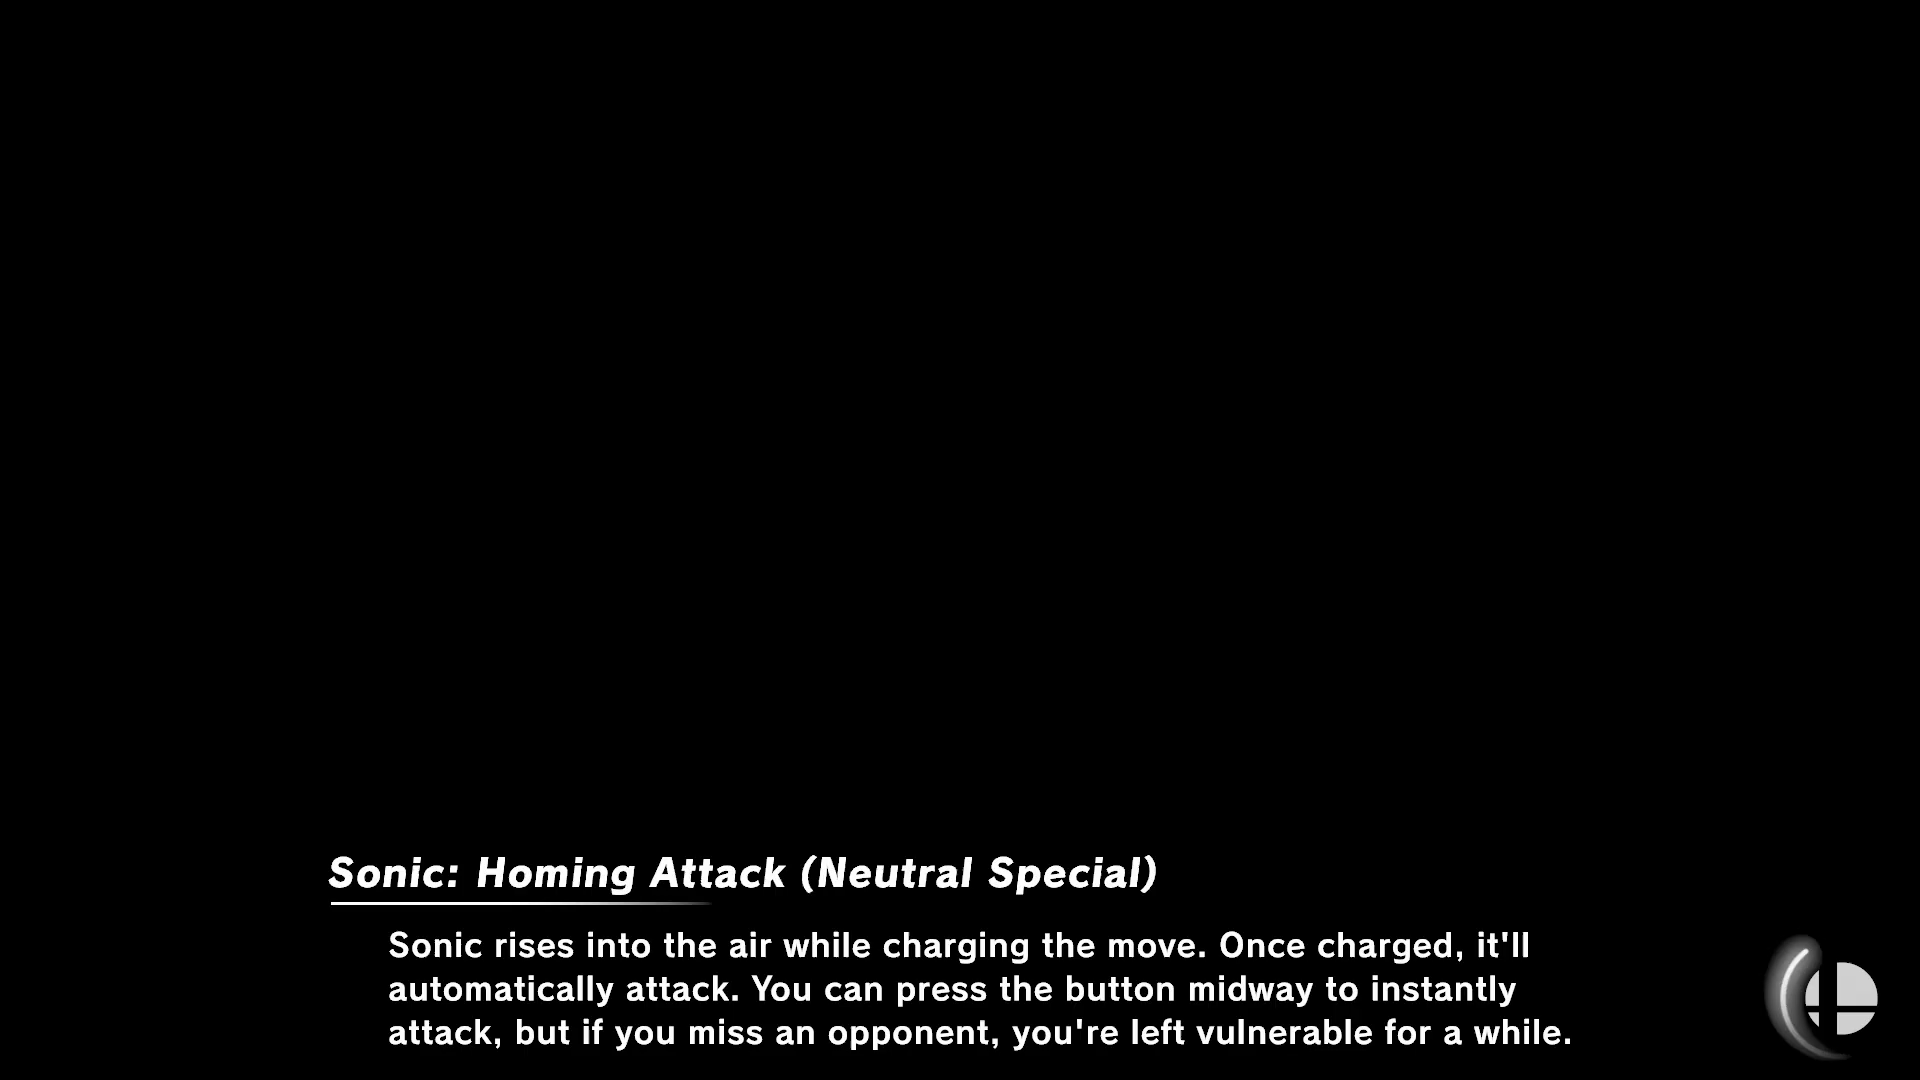 Sonic: Homing Attack (Neutral Special)
Sonic rises into the air while charging the move. Once charged, it'll
automatically attack. You can press the button midway to instantly
attack, but if you miss an opponent, you're left vulnerable for a while.